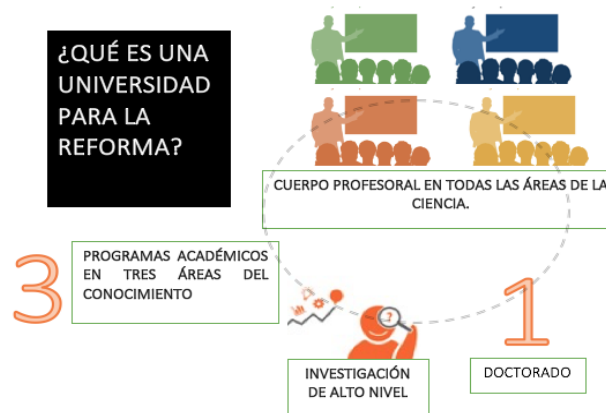 ¿QUÉ ES UNA
UNIVERSIDAD
PARA LA
REFORMA?
CUERPO PROFESORAL EN TODAS LAS ÁREAS DE LA
CIENCIA.
3
PROGRAMAS ACADÉMICOS
EN TRES ÁREAS DEL
CONOCIMIENTO
?
INVESTIGACIÓN
DE ALTO NIVEL
1
DOCTORADO